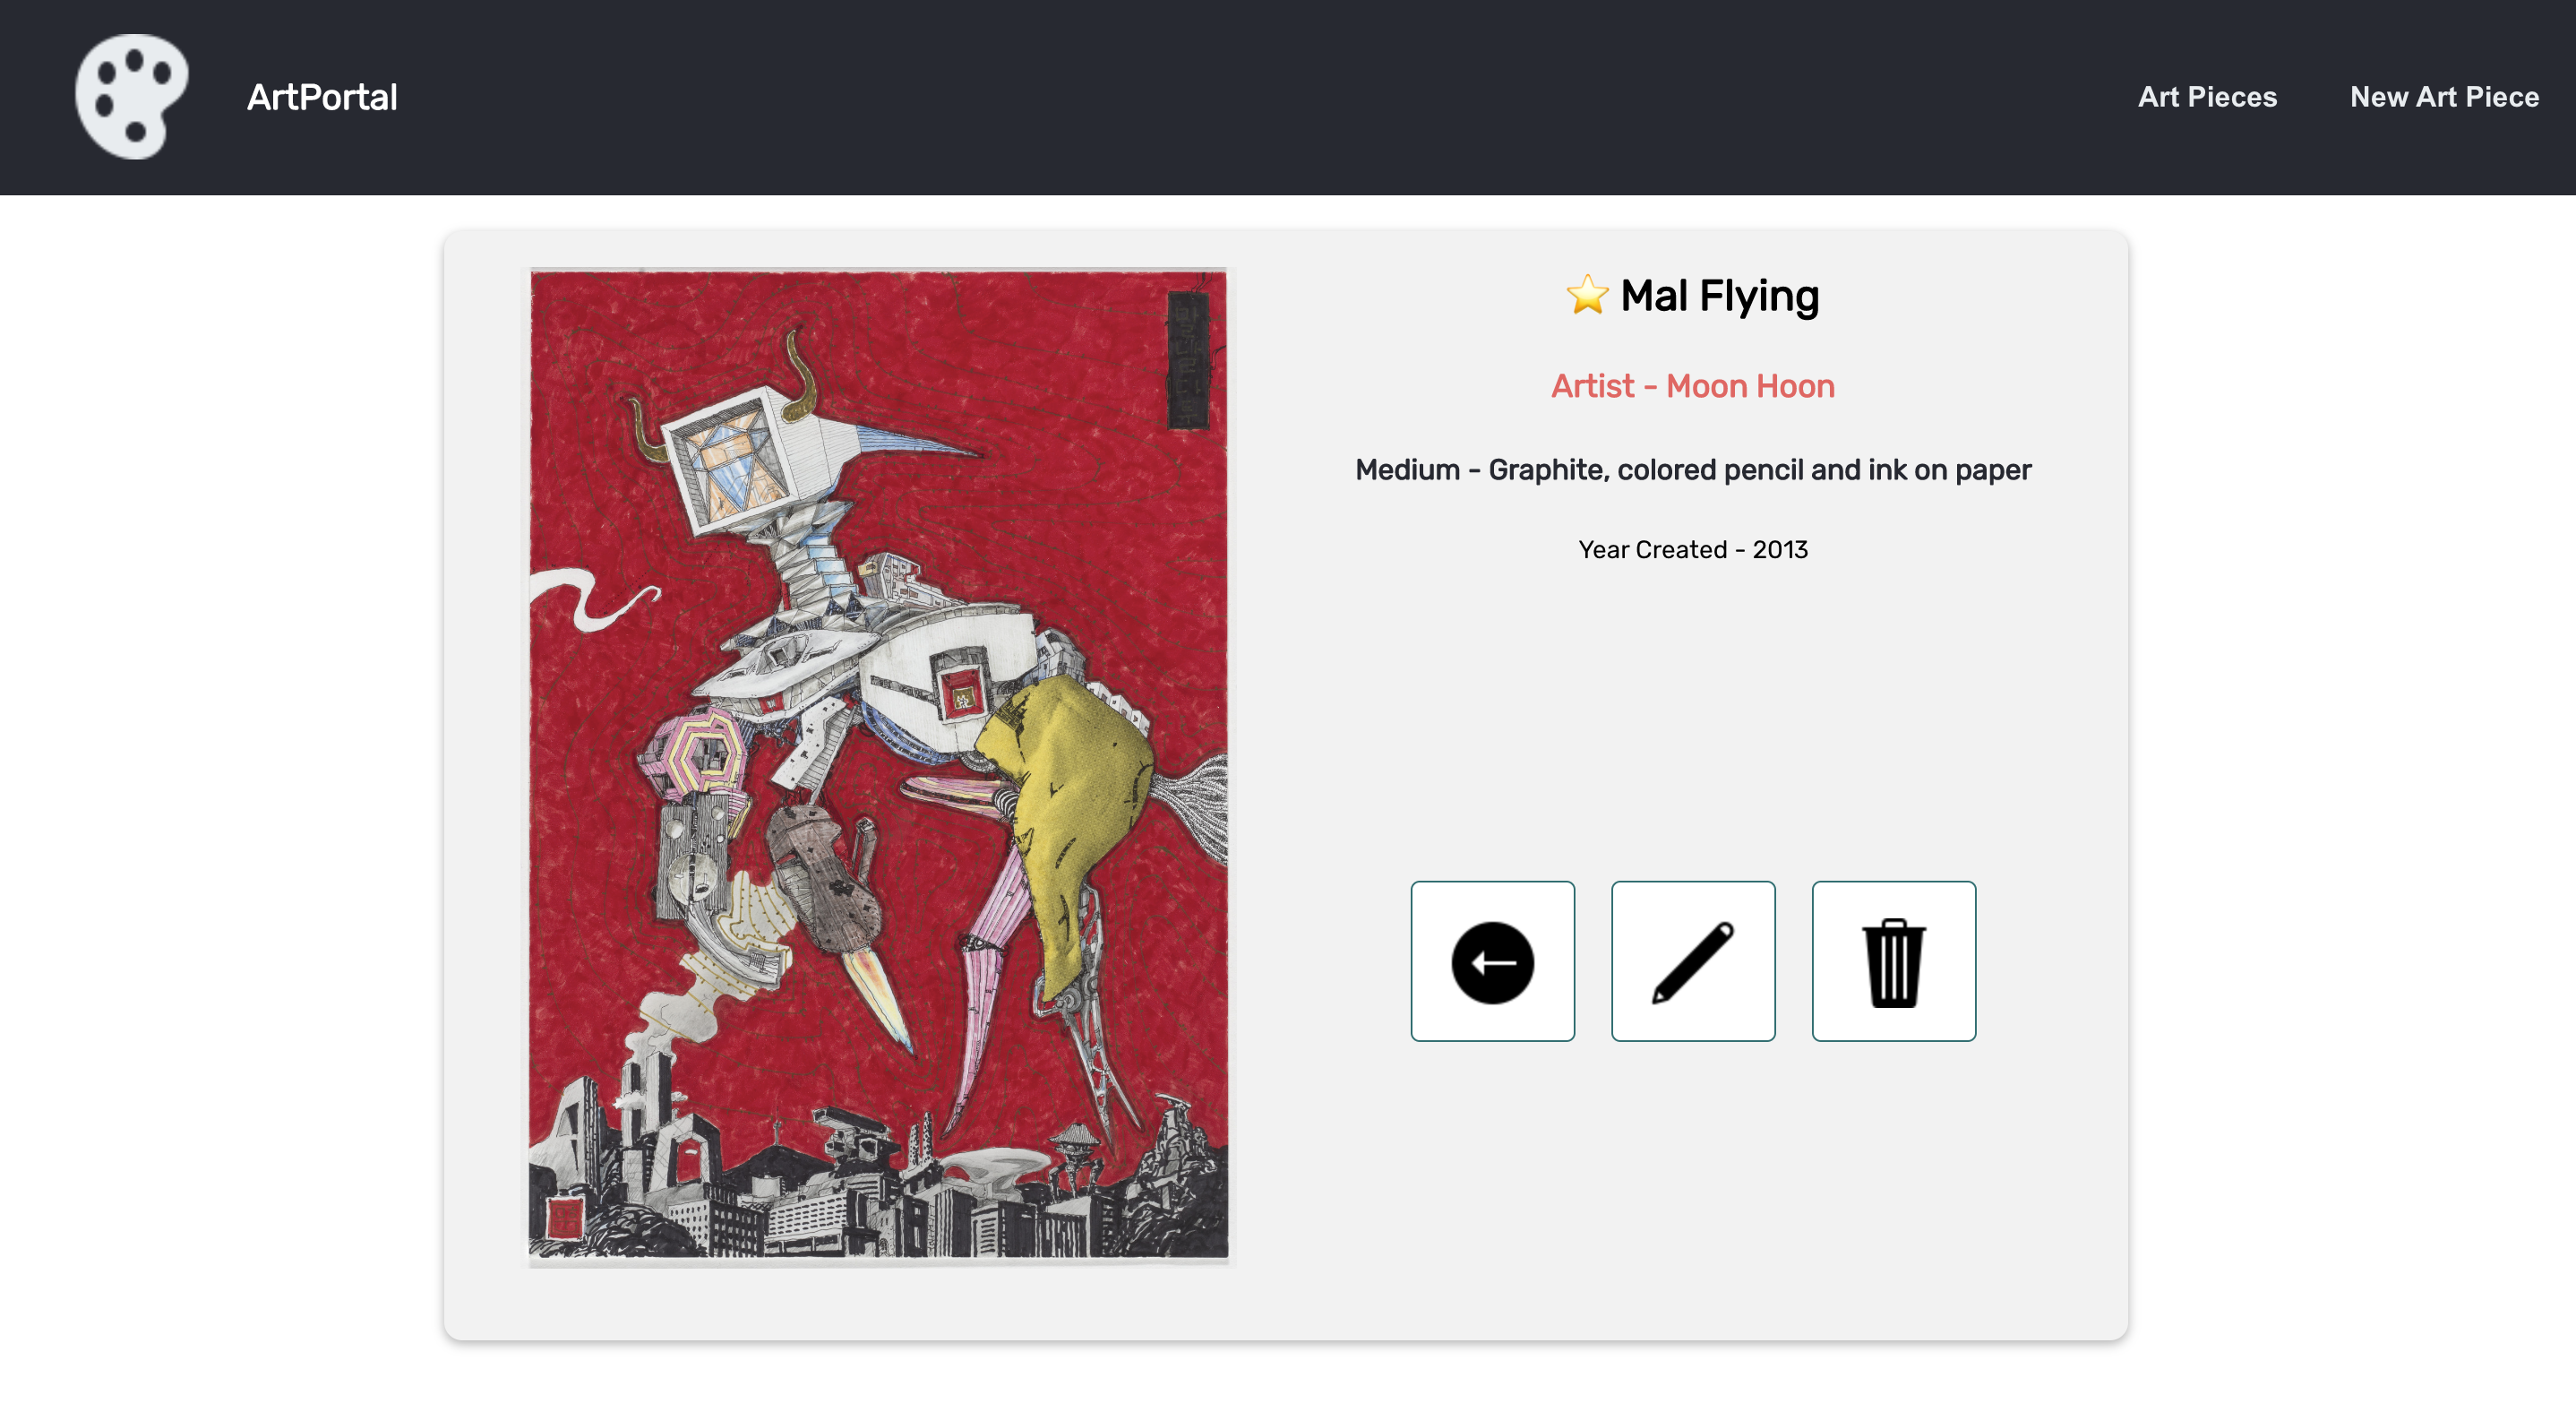 ArtPortal
Art Pieces
New Art Piece
⭐ Mal Flying
Artist - Moon Hoon
Medium - Graphite, colored pencil and ink on paper
Year Created - 2013